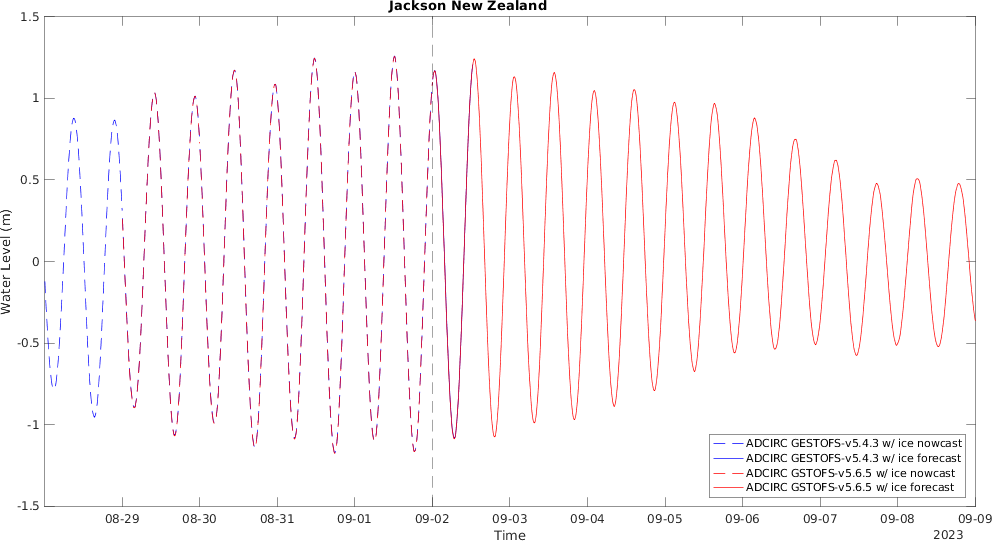 Jackson New Zealand
1.5
1
0.5
0
-0.5
-1
-1.5
Water Level (m)
ADCIRC GESTOFS-v5.4.3 w/ ice nowcast
ADCIRC GESTOFS-v5.4.3 w/ ice forecast
ADCIRC GSTOFS-v5.6.5 w/ ice nowcast
ADCIRC GSTOFS-v5.6.5 w/ ice forecast
08-29 08-30 08-31 09-01 09-02 09-03 09-04 09-05 09-06 09-07 09-08 09-09
Time
2023